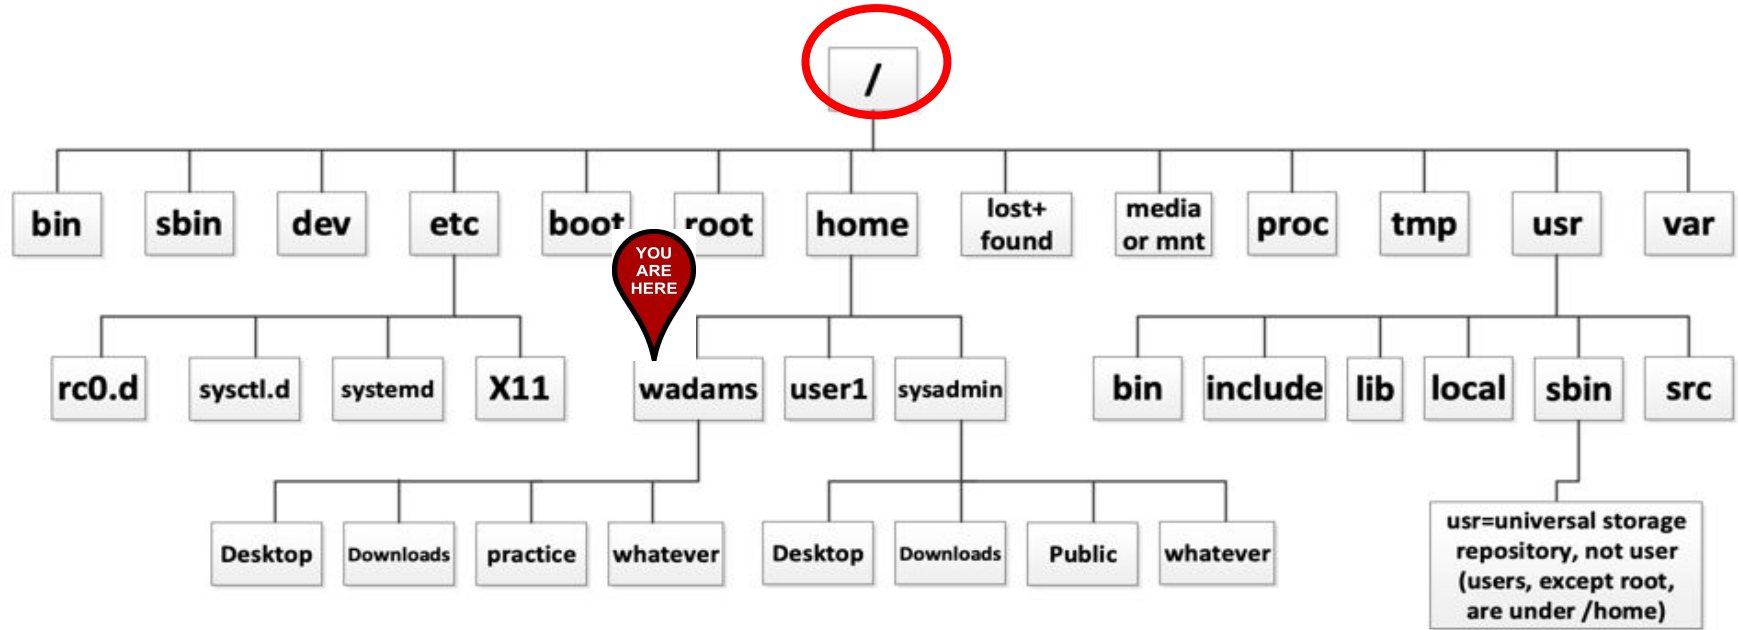 /
bin
sbin
dev
etc
boot
root
home
lost+
found
media
or mnt
proc
tmp
usr
var
YOU
ARE
HERE
rc0.d
sysctl.d
systemd
X11
wadams
user1
sysadmin
bin
include
lib
local
sbin
src
Desktop
Downloads
practice
whatever
Desktop
Downloads
Public
whatever
usr=universal storage
repository, not user
(users, except root,
are under /home)